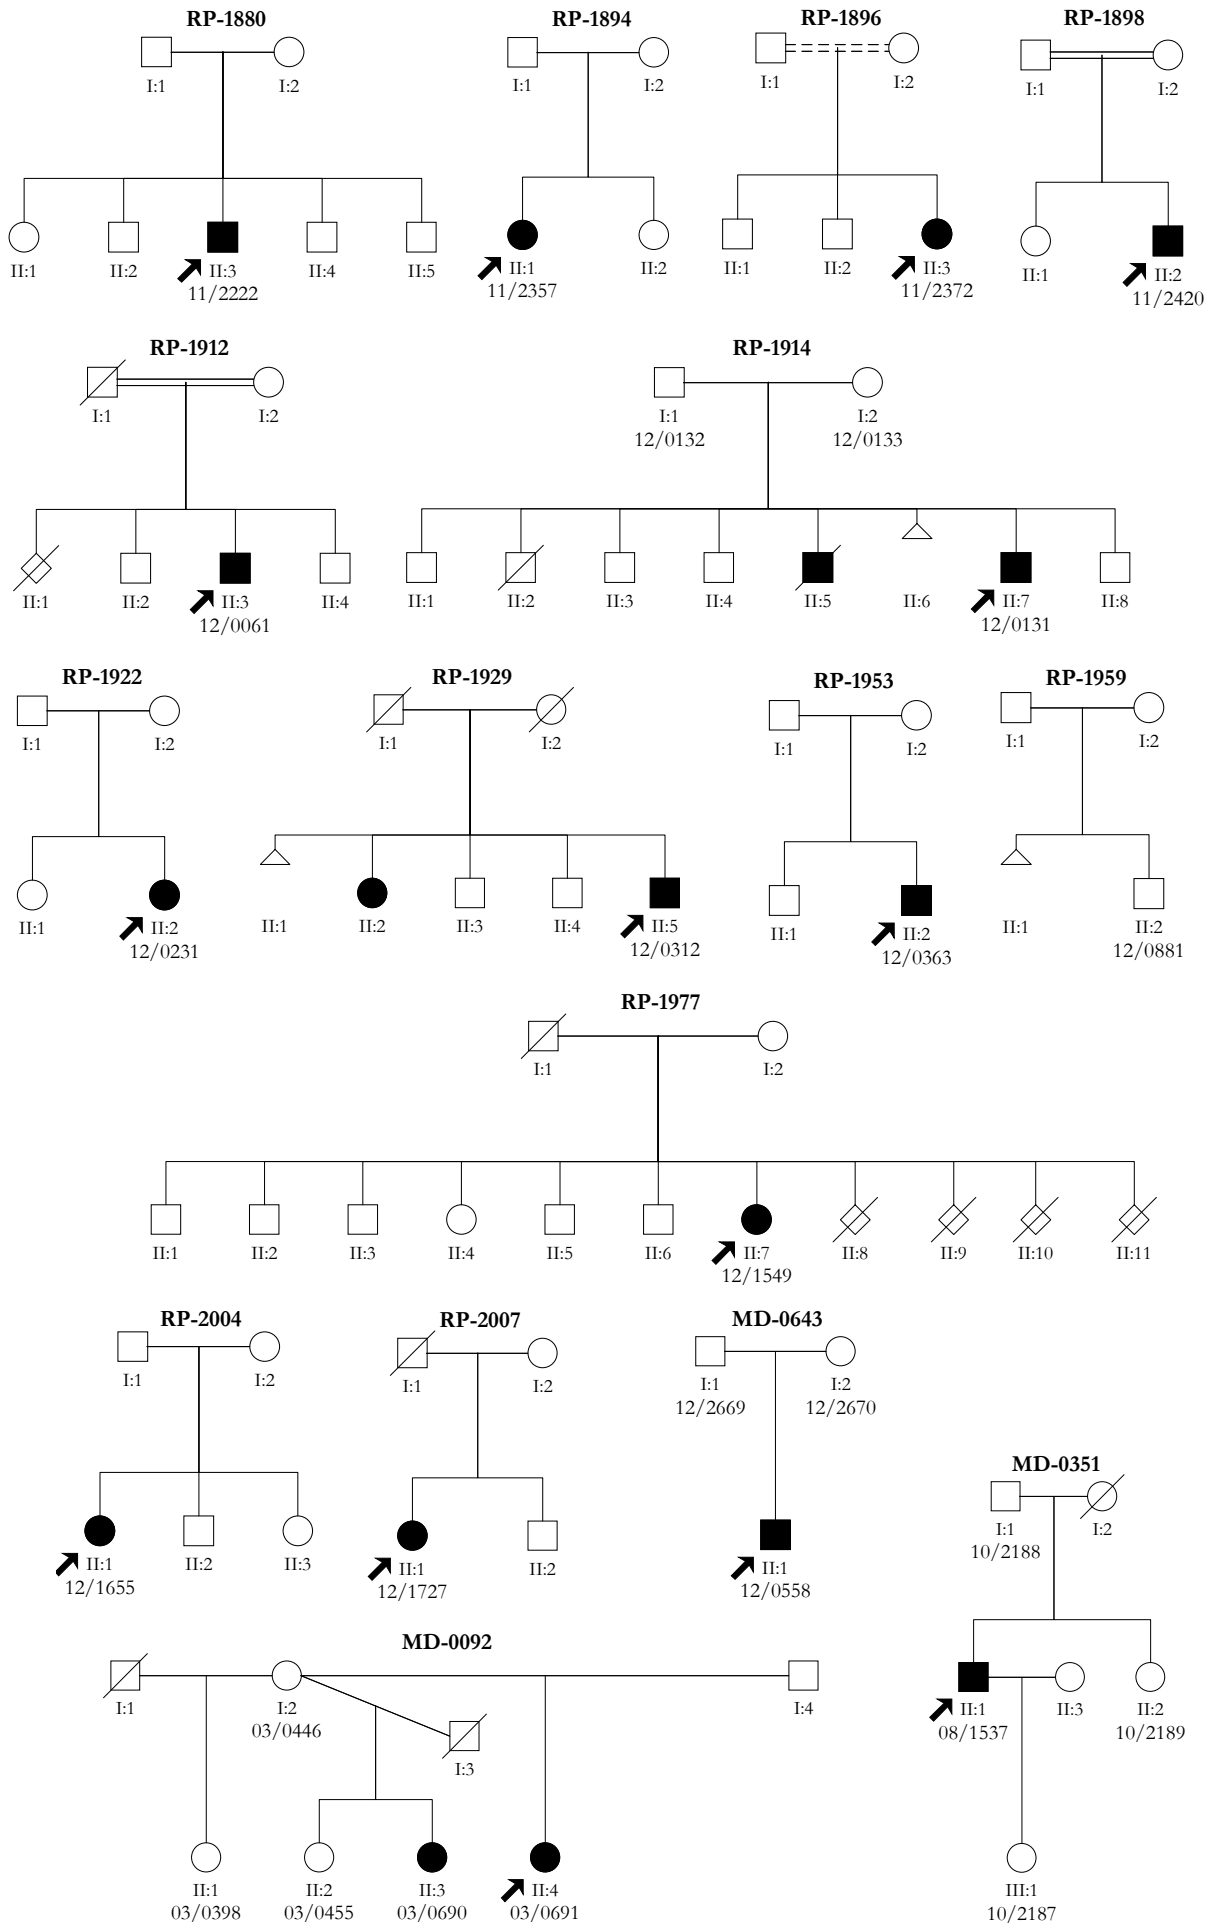 RP-1880 RP-1894 RP-1896 RP-1898
I:1 I:2 I:1 I:2 I:1 I:2 I:1 I:2
II:1 II:2 II:3 II:4 II:5 II:1 II:2 II:1 II:2 II:3 II:1 II:2
11/2222 11/2357 11/2372 11/2420
RP-1912 RP-1914
I:1 I:2 I:1 I:2
12/0132 12/0133
II:1 II:2 II:3 II:4 II:1 II:2 II:3 II:4 II:5 II:6 II:7 II:8
12/0061 12/0131
RP-1922 RP-1929 RP-1953 RP-1959
I:1 I:2 I:1 I:2 I:1 I:2 I:1 I:2
II:1 II:2 II:1 II:2 II:3 II:4 II:5 II:1 II:2 II:1 II:2
12/0231 12/0312 12/0363 12/0881
RP-1977
I:1 I:2
II:1 II:2 II:3 II:4 II:5 II:6 II:7 II:8 II:9 II:10 II:11
12/1549
RP-2004 RP-2007 MD-0643
I:1 I:2 I:1 I:2 I:1 I:2
12/2669 12/2670
II:1 II:2 II:3 II:1 II:2 II:1
12/1655 12/1727 12/0558
MD-0351
I:1 I:2
10/2188
II:1 II:3 II:2
08/1537 10/2189
III:1
10/2187
MD-0092
I:1 I:2 I:4
03/0446
I:3
II:1 II:2 II:3 II:4
03/0398 03/0455 03/0690 03/0691